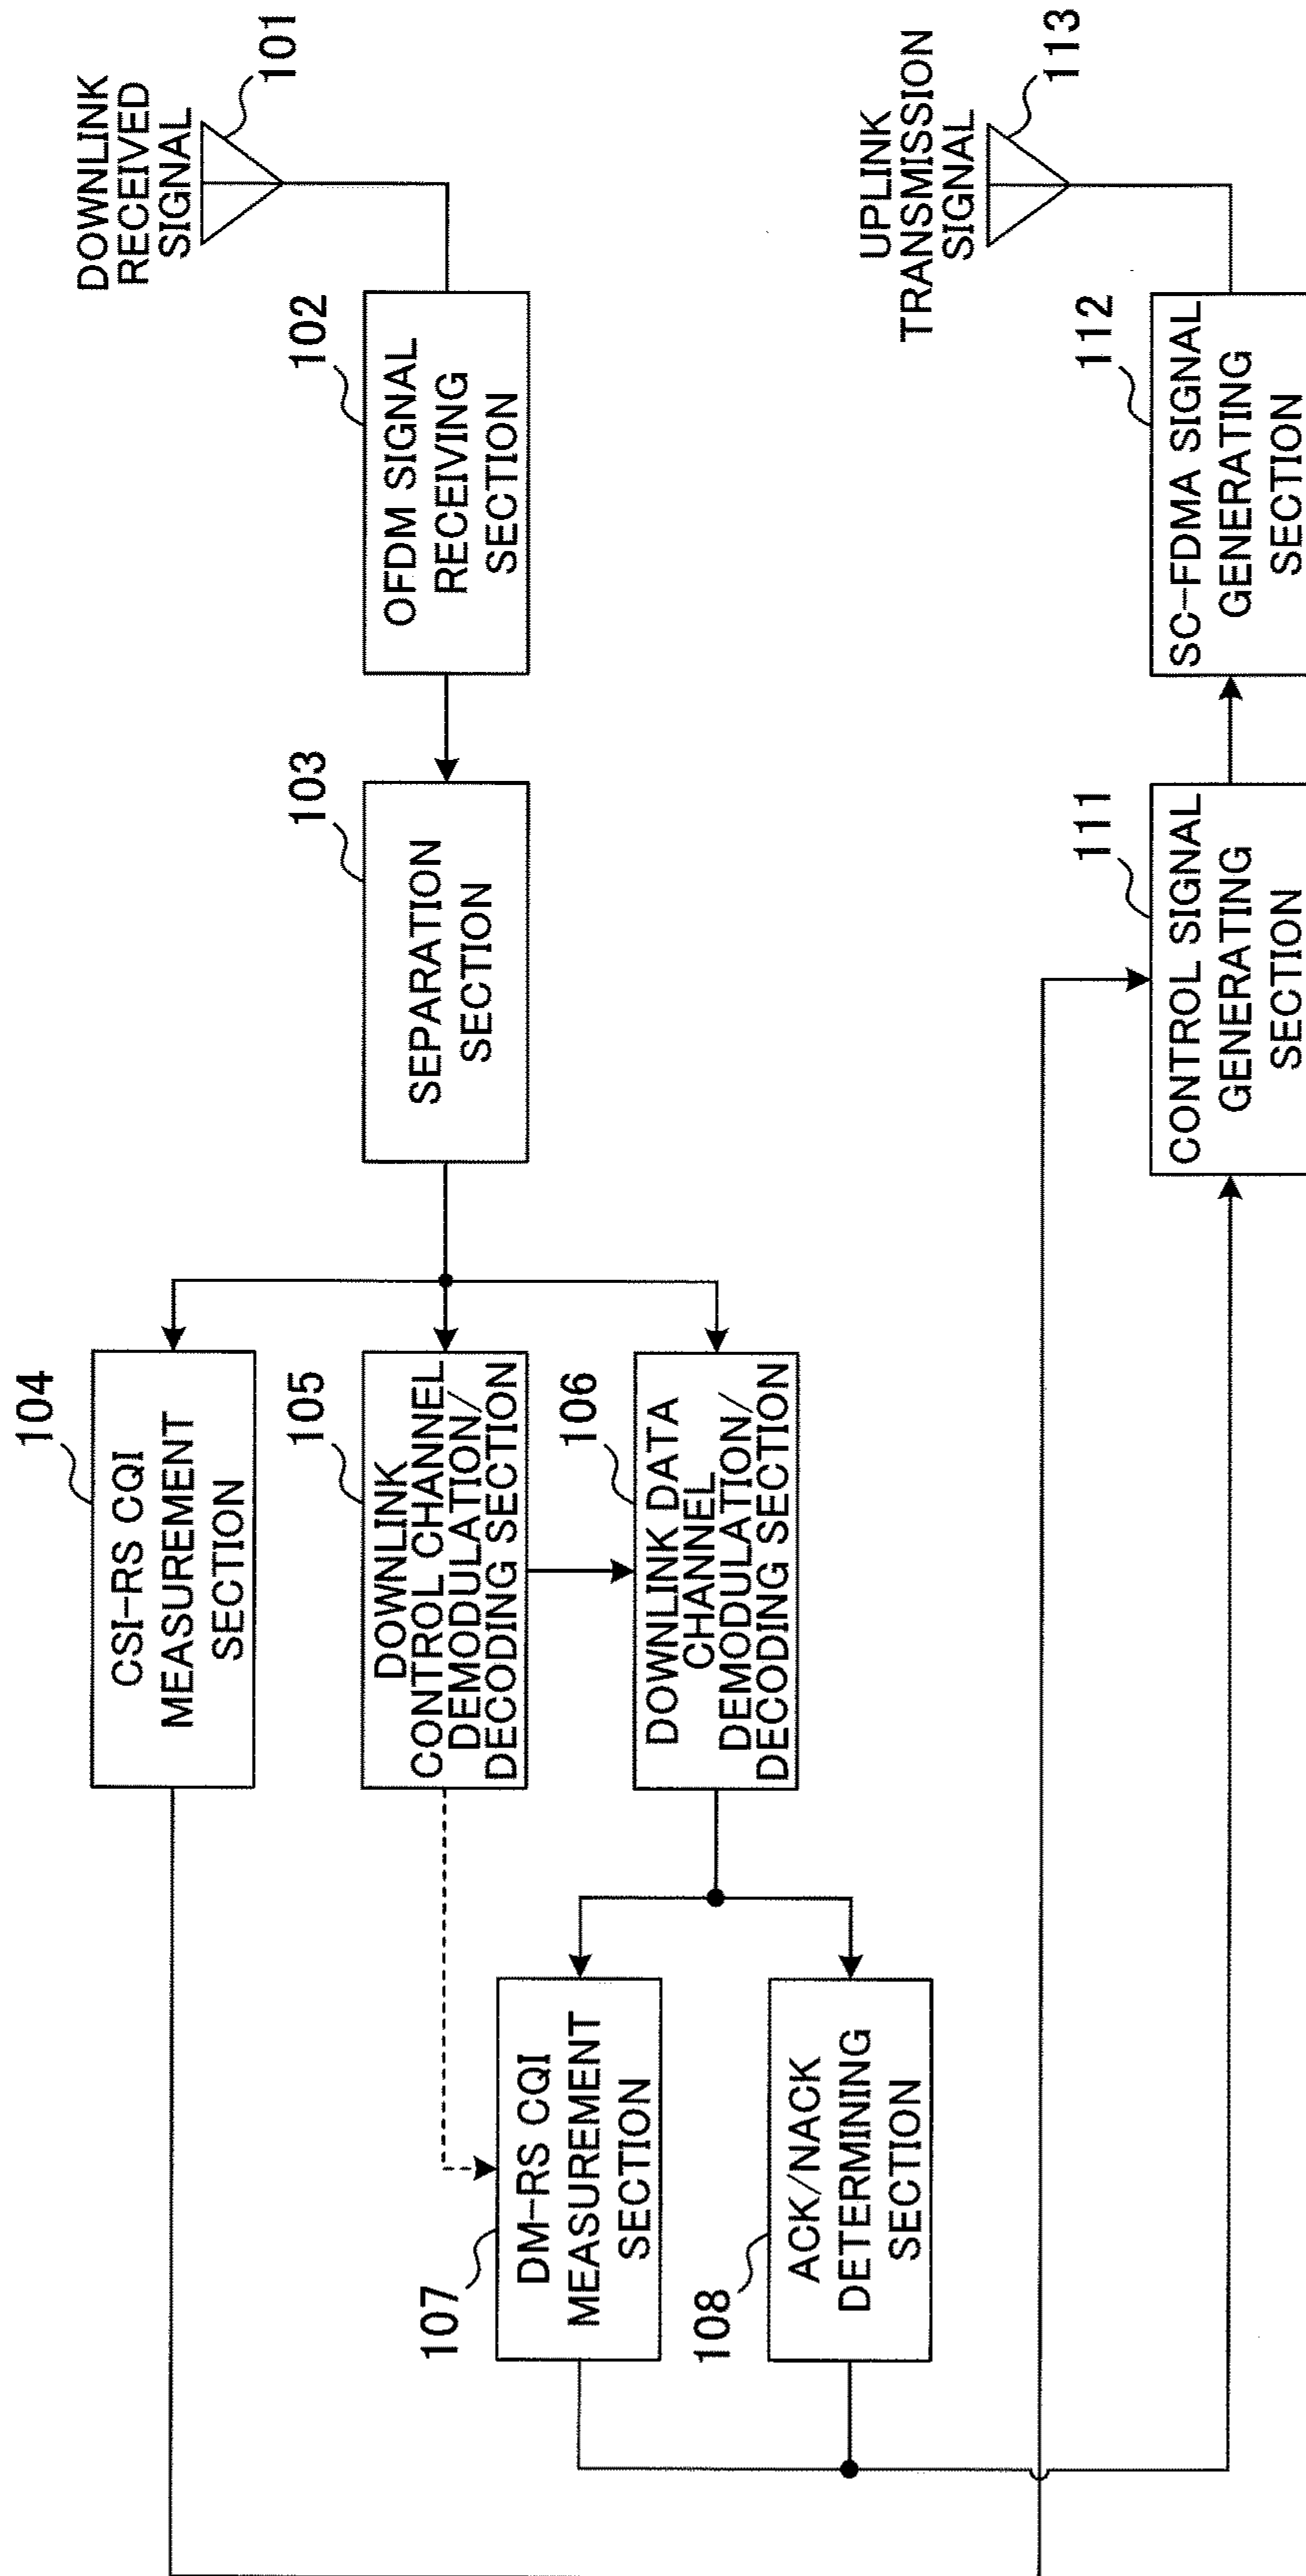 DOWNLINK
RECEIVED
SIGNAL
101
102
OFDM SIGNAL
RECEIVING
SECTION
103
SEPARATION
SECTION
104
CSI-RS CQI
MEASUREMENT
SECTION
105
DOWNLINK
CONTROL CHANNEL
DEMODULATION/
DECODING SECTION
106
DOWNLINK DATA
CHANNEL
DEMODULATION/
DECODING SECTION
107
DM-RS CQI
MEASUREMENT
SECTION
108
ACK/NACK
DETERMINING
SECTION
111
CONTROL SIGNAL
GENERATING
SECTION
112
SC-FDMA SIGNAL
GENERATING
SECTION
UPLINK
TRANSMISSION
SIGNAL
113